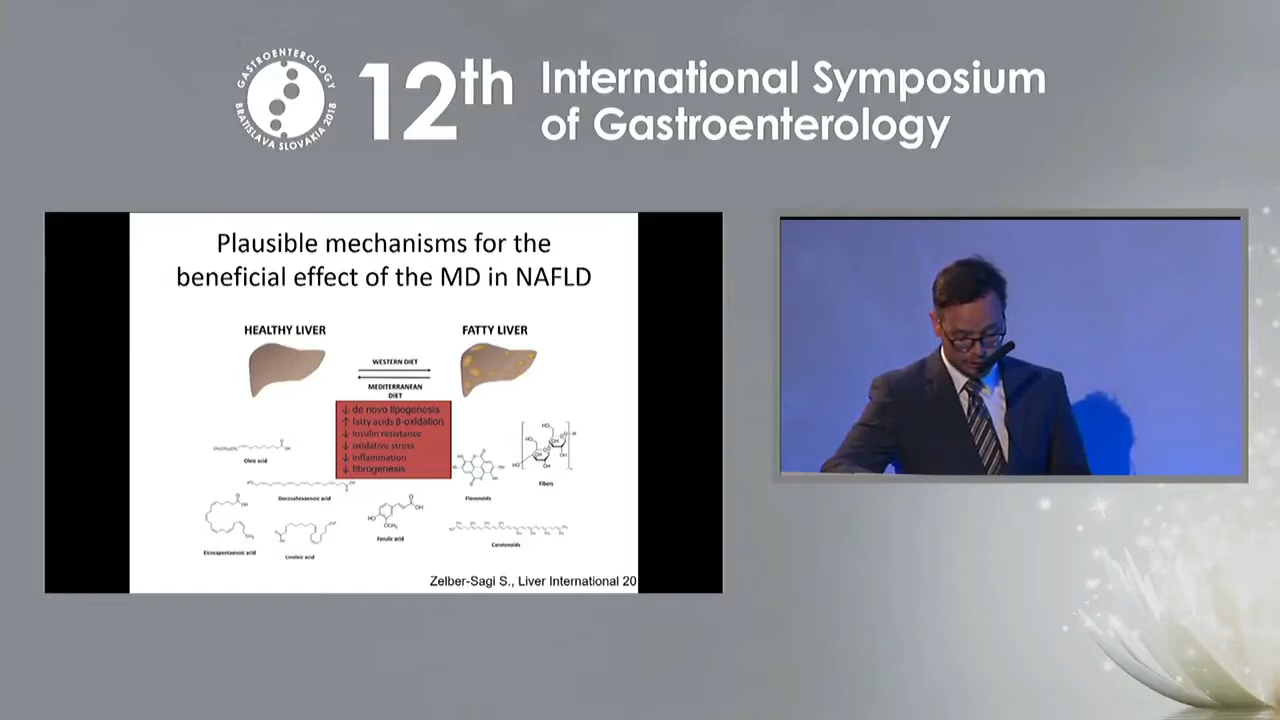 GASTROENTEROLOGY
BRATISLAVA SLOVAKIA 2018
12th
International Symposium
of Gastroenterology
Plausible mechanisms for the
beneficial effect of the MD in NAFLD
HEALTHY LIVER
FATTY LIVER
WESTERN DIET
MEDITERRANEAN
DIET
↓ de novo lipogenesis
↑ fatty acids β-oxidation
↓ insulin resistance
↓ oxidative stress
↓ inflammation
↓ fibrogenesis
Oleic acid
Docosahexaenoic acid
Eicosapentaenoic acid
Linoleic acid
Ferulic acid
Flavonoids
Fibers
Carotenoids
Zelber-Sagi S., Liver International 20